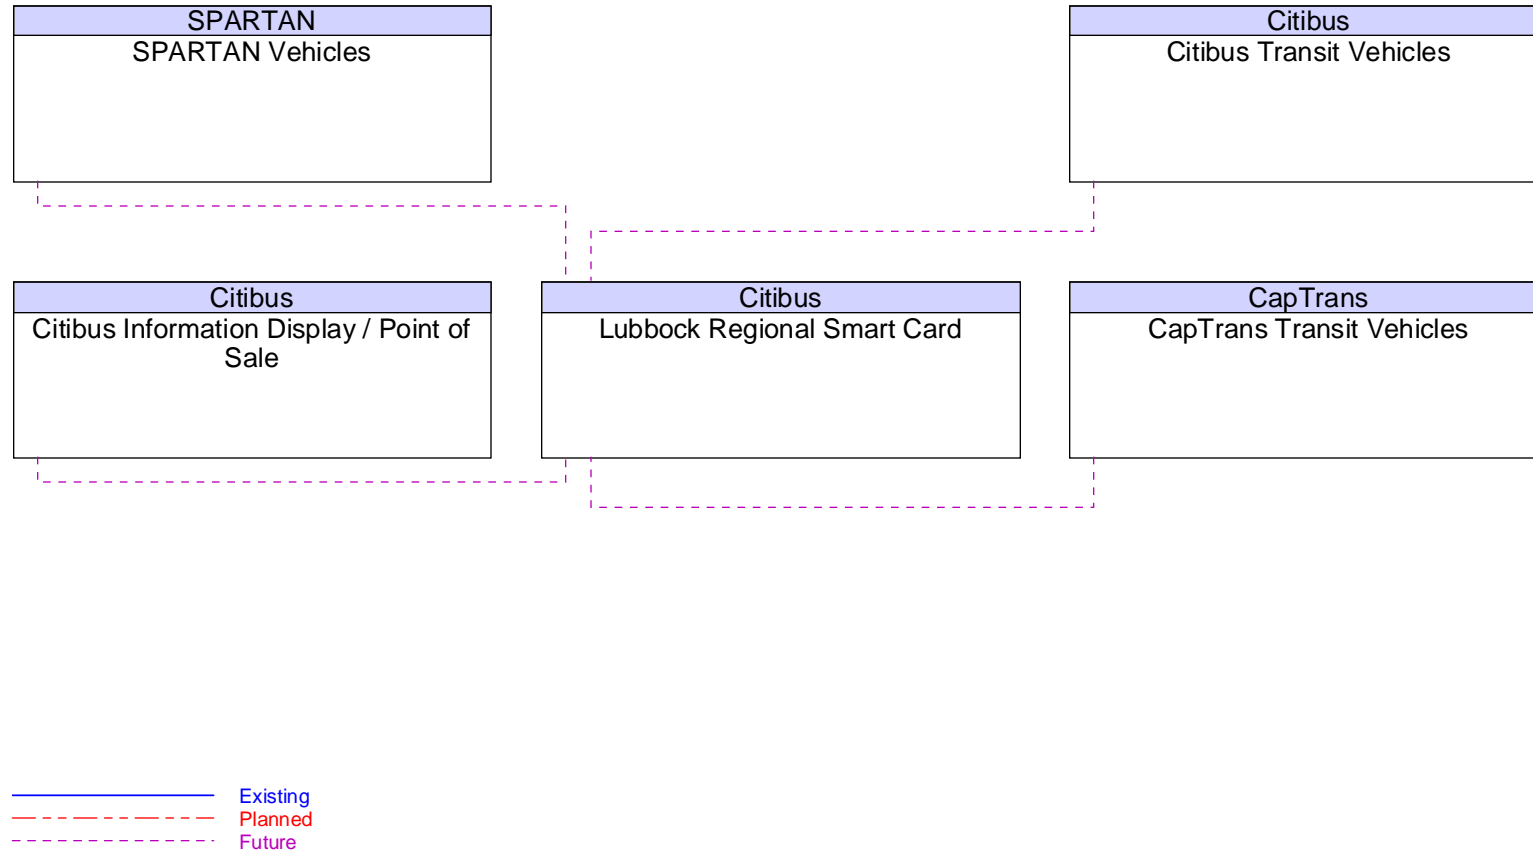 SPARTAN
SPARTAN Vehicles
Citibus
Citibus Transit Vehicles
Citibus
Citibus Information Display / Point of
Sale
Citibus
Lubbock Regional Smart Card
CapTrans
CapTrans Transit Vehicles
Existing
Planned
Future